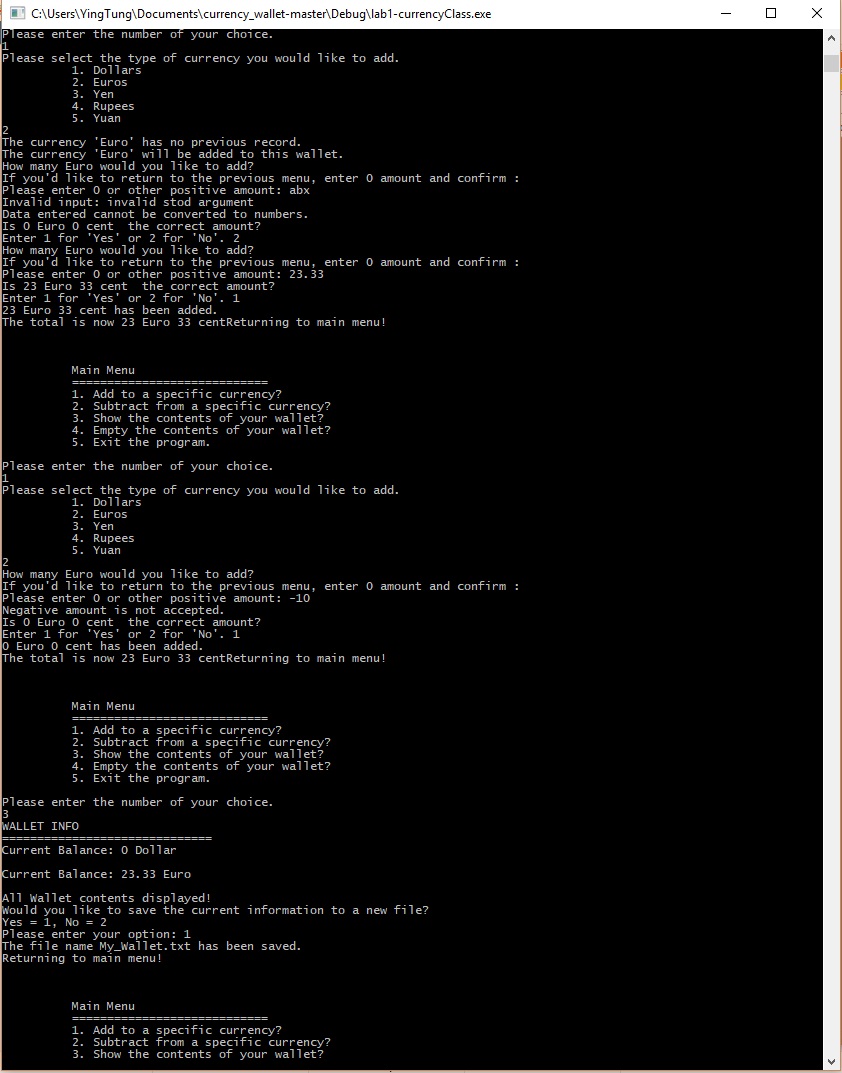 C:\Users\YingTung\Documents\currency_wallet-master\Debug\lab1-currencyClass.exe
Please enter the number of your choice.
1
Please select the type of currency you would like to add.
1. Dollars
2. Euros
3. Yen
4. Rupees
5. Yuan
2
The currency 'Euro' has no previous record.
The currency 'Euro' will be added to this wallet.
How many Euro would you like to add?
If you'd like to return to the previous menu, enter 0 amount and confirm :
Please enter 0 or other positive amount: abx
Invalid input: invalid stod argument
Data entered cannot be converted to numbers.
Is 0 Euro 0 cent  the correct amount?
Enter 1 for 'Yes' or 2 for 'No'. 2
How many Euro would you like to add?
If you'd like to return to the previous menu, enter 0 amount and confirm :
Please enter 0 or other positive amount: 23.33
Is 23 Euro 33 cent  the correct amount?
Enter 1 for 'Yes' or 2 for 'No'. 1
23 Euro 33 cent has been added.
The total is now 23 Euro 33 centReturning to main menu!
Main Menu
============================
1. Add to a specific currency?
2. Subtract from a specific currency?
3. Show the contents of your wallet?
4. Empty the contents of your wallet?
5. Exit the program.
Please enter the number of your choice.
1
Please select the type of currency you would like to add.
1. Dollars
2. Euros
3. Yen
4. Rupees
5. Yuan
2
How many Euro would you like to add?
If you'd like to return to the previous menu, enter 0 amount and confirm :
Please enter 0 or other positive amount: -10
Negative amount is not accepted.
Is 0 Euro 0 cent  the correct amount?
Enter 1 for 'Yes' or 2 for 'No'. 1
0 Euro 0 cent has been added.
The total is now 23 Euro 33 centReturning to main menu!
Main Menu
============================
1. Add to a specific currency?
2. Subtract from a specific currency?
3. Show the contents of your wallet?
4. Empty the contents of your wallet?
5. Exit the program.
Please enter the number of your choice.
3
WALLET INFO
==============================
Current Balance: 0 Dollar
Current Balance: 23.33 Euro
All Wallet contents displayed!
Would you like to save the current information to a new file?
Yes = 1, No = 2
Please enter your option: 1
The file name My_Wallet.txt has been saved.
Returning to main menu!
Main Menu
============================
1. Add to a specific currency?
2. Subtract from a specific currency?
3. Show the contents of your wallet?